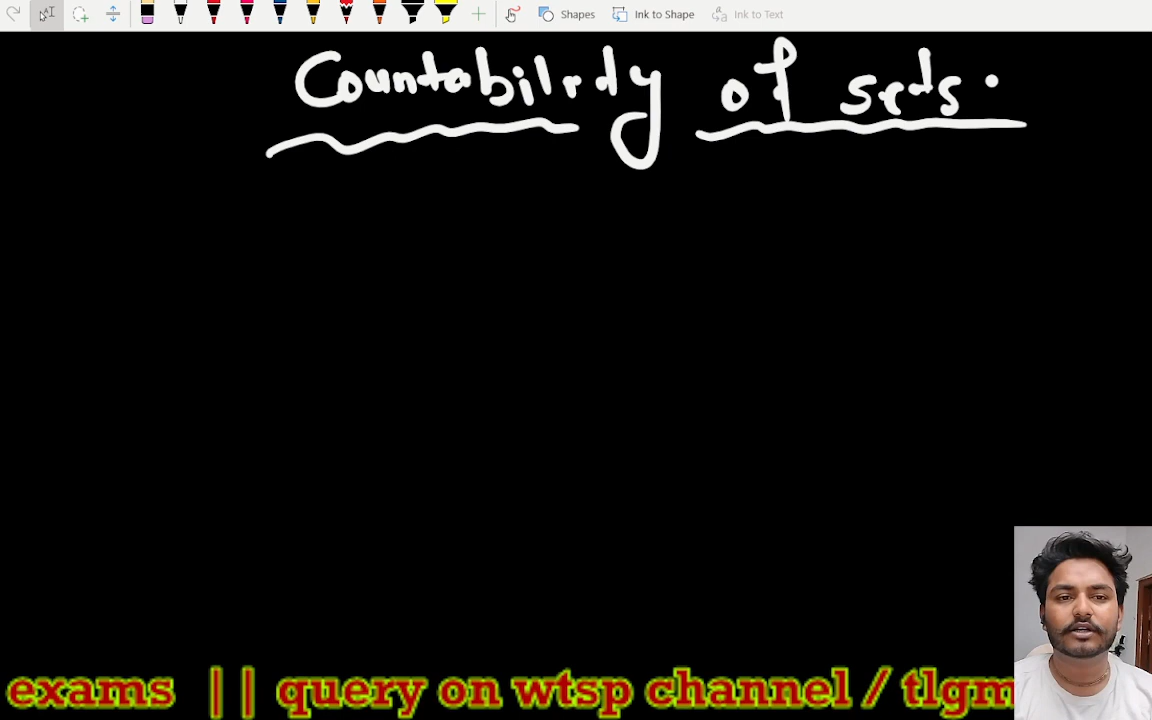 Shapes Ink to Shape Ink to Text
Countability of sets.
exams || query on wtsp channel / tlgm